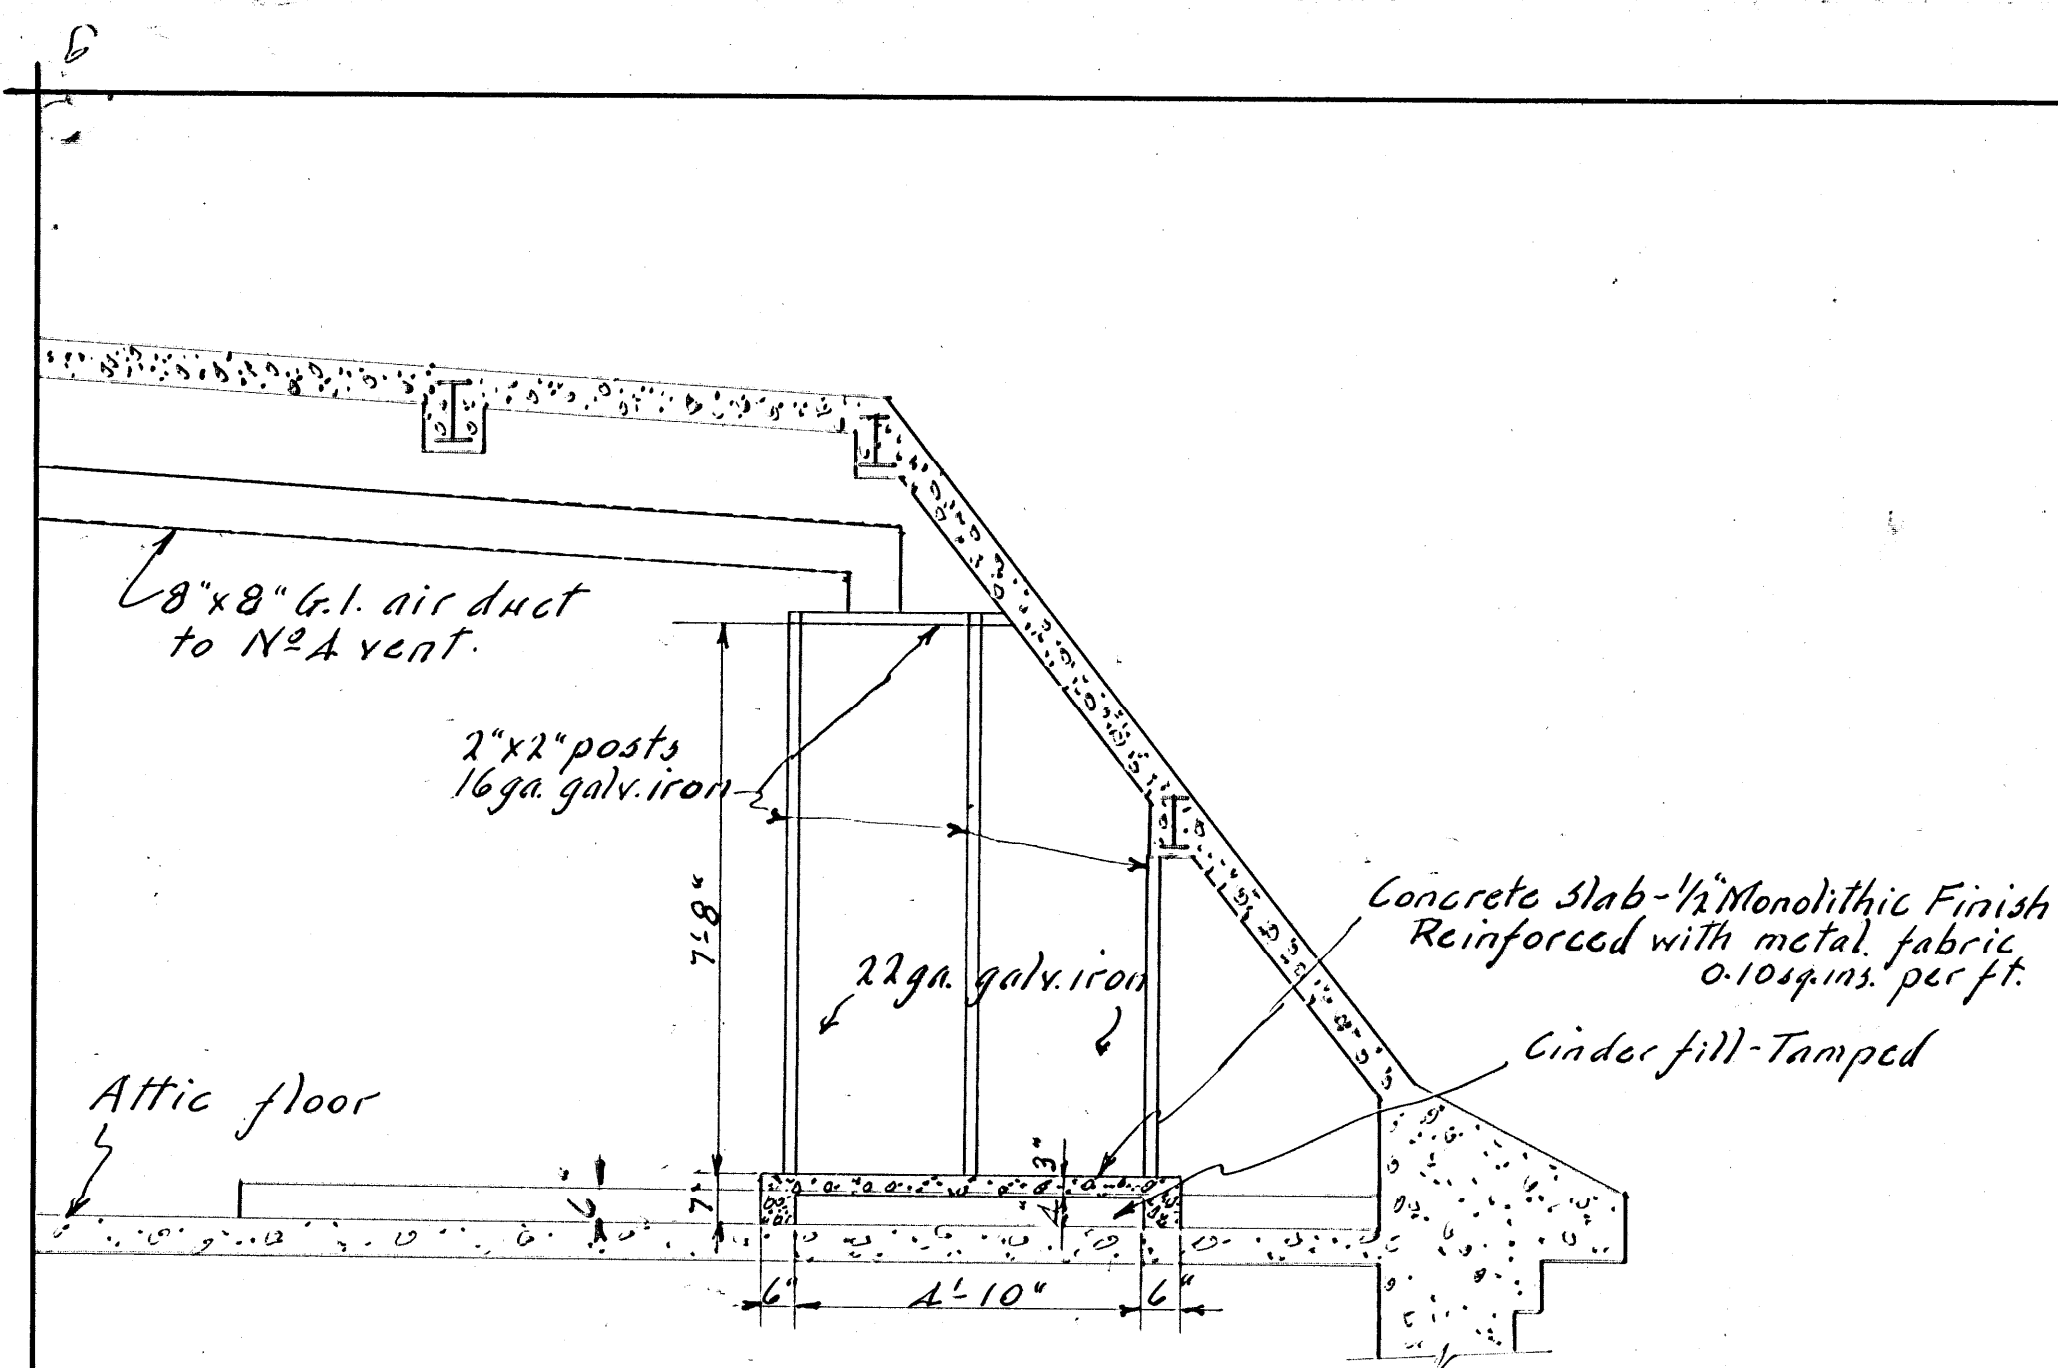 8"x8" G.I. air duct
to Nº 4 vent.
2"x2" posts
16 ga. galv. iron
7'-8"
22 ga. galv. iron
Concrete slab - 1/2" Monolithic Finish
Reinforced with metal fabric
0.10 sq. ins. per ft.
Cinder fill - Tamped
Attic floor
6"
7"
3"
4"
6"
4'-10"
6"